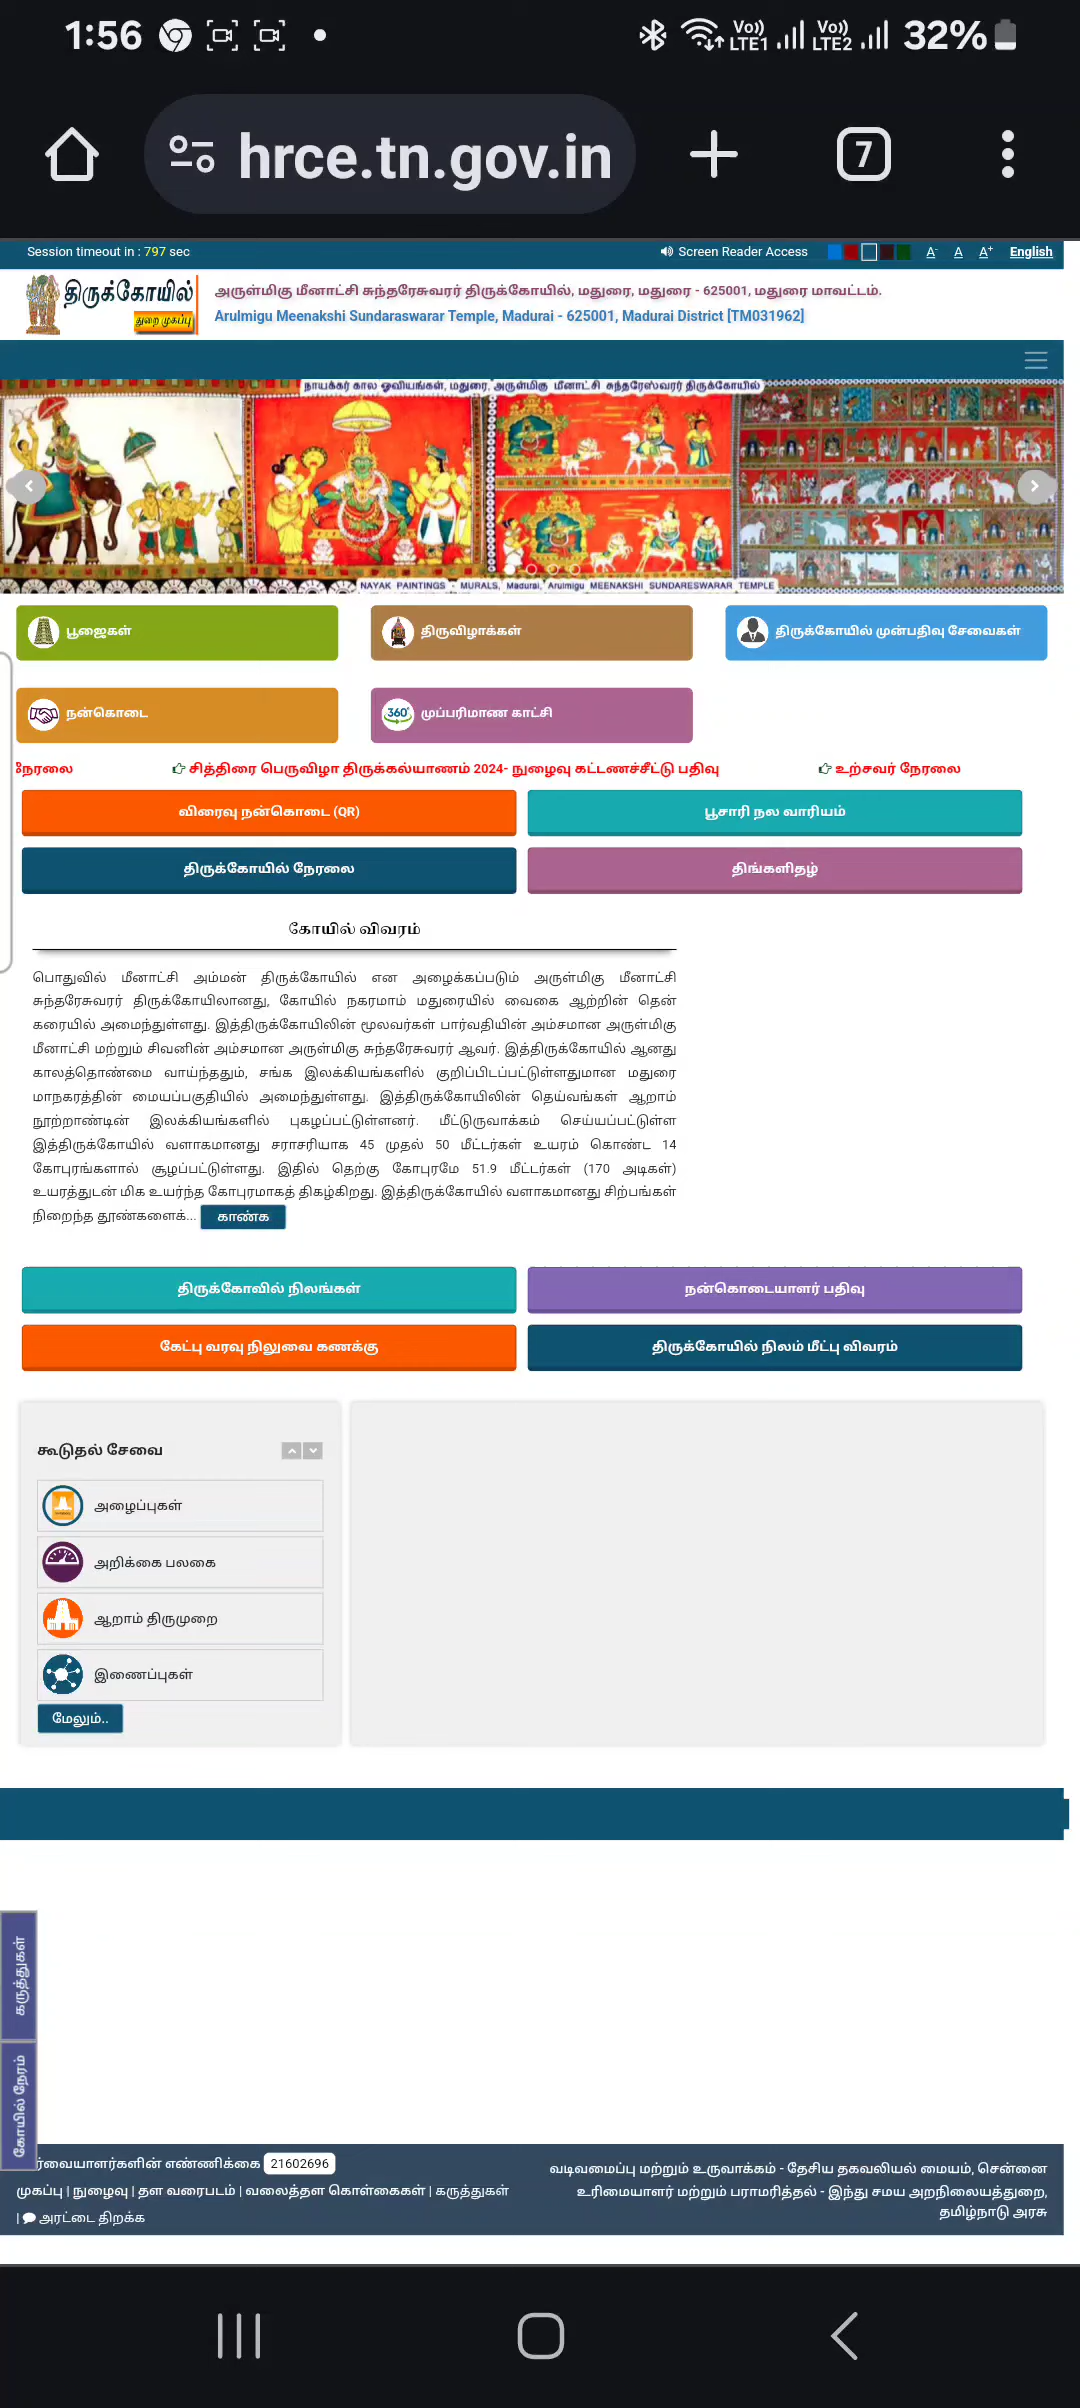 1:56
Vo)) LTE1
Vo)) LTE2
32%
hrce.tn.gov.in
7
Session timeout in : 797 sec
Screen Reader Access
A-
A
A+
English
திருக்கோயில்
துறை முகப்பு
அருள்மிகு மீனாட்சி சுந்தரேசுவரர் திருக்கோயில், மதுரை, மதுரை - 625001, மதுரை மாவட்டம்.
Arulmigu Meenakshi Sundaraswarar Temple, Madurai - 625001, Madurai District [TM031962]
நாயக்கர் கால ஓவியங்கள், மதுரை, அருள்மிகு மீனாட்சி சுந்தரேஸ்வரர் திருக்கோயில்
NAYAK PAINTINGS - MURALS, Madurai, Arulmigu MEENAKSHI SUNDARESWARAR TEMPLE
பூஜைகள்
திருவிழாக்கள்
திருக்கோயில் முன்பதிவு சேவைகள்
நன்கொடை
360°
முப்பரிமாண காட்சி
நேரலை
சித்திரை பெருவிழா திருக்கல்யாணம் 2024- நுழைவு கட்டணச்சீட்டு பதிவு
உற்சவர் நேரலை
விரைவு நன்கொடை (QR)
பூசாரி நல வாரியம்
திருக்கோயில் நேரலை
திங்களிதழ்
கோயில் விவரம்
பொதுவில் மீனாட்சி அம்மன் திருக்கோயில் என அழைக்கப்படும் அருள்மிகு மீனாட்சி
சுந்தரேசுவரர் திருக்கோயிலானது, கோயில் நகரமாம் மதுரையில் வைகை ஆற்றின் தென்
கரையில் அமைந்துள்ளது. இத்திருக்கோயிலின் மூலவர்கள் பார்வதியின் அம்சமான அருள்மிகு
மீனாட்சி மற்றும் சிவனின் அம்சமான அருள்மிகு சுந்தரேசுவரர் ஆவர். இத்திருக்கோயில் ஆனது
காலத்தொண்மை வாய்ந்ததும், சங்க இலக்கியங்களில் குறிப்பிடப்பட்டுள்ளதுமான மதுரை
மாநகரத்தின் மையப்பகுதியில் அமைந்துள்ளது. இத்திருக்கோயிலின் தெய்வங்கள் ஆறாம்
நூற்றாண்டின் இலக்கியங்களில் புகழப்பட்டுள்ளனர். மீட்டுருவாக்கம் செய்யப்பட்டுள்ள
இத்திருக்கோயில் வளாகமானது சராசரியாக 45 முதல் 50 மீட்டர்கள் உயரம் கொண்ட 14
கோபுரங்களால் சூழப்பட்டுள்ளது. இதில் தெற்கு கோபுரமே 51.9 மீட்டர்கள் (170 அடிகள்)
உயரத்துடன் மிக உயர்ந்த கோபுரமாகத் திகழ்கிறது. இத்திருக்கோயில் வளாகமானது சிற்பங்கள்
நிறைந்த தூண்களைக்... காண்க
திருக்கோவில் நிலங்கள்
நன்கொடையாளர் பதிவு
கேட்பு வரவு நிலுவை கணக்கு
திருக்கோயில் நிலம் மீட்பு விவரம்
கூடுதல் சேவை
அழைப்புகள்
அறிக்கை பலகை
ஆறாம் திருமுறை
இணைப்புகள்
மேலும்..
கருத்துகள்
கோயில் நேரம்
ர்வையாளர்களின் எண்ணிக்கை 21602696
முகப்பு | நுழைவு | தள வரைபடம் | வலைத்தள கொள்கைகள் | கருத்துகள்
| அரட்டை திறக்க
வடிவமைப்பு மற்றும் உருவாக்கம் - தேசிய தகவலியல் மையம், சென்னை
உரிமையாளர் மற்றும் பராமரித்தல் - இந்து சமய அறநிலையத்துறை,
தமிழ்நாடு அரசு